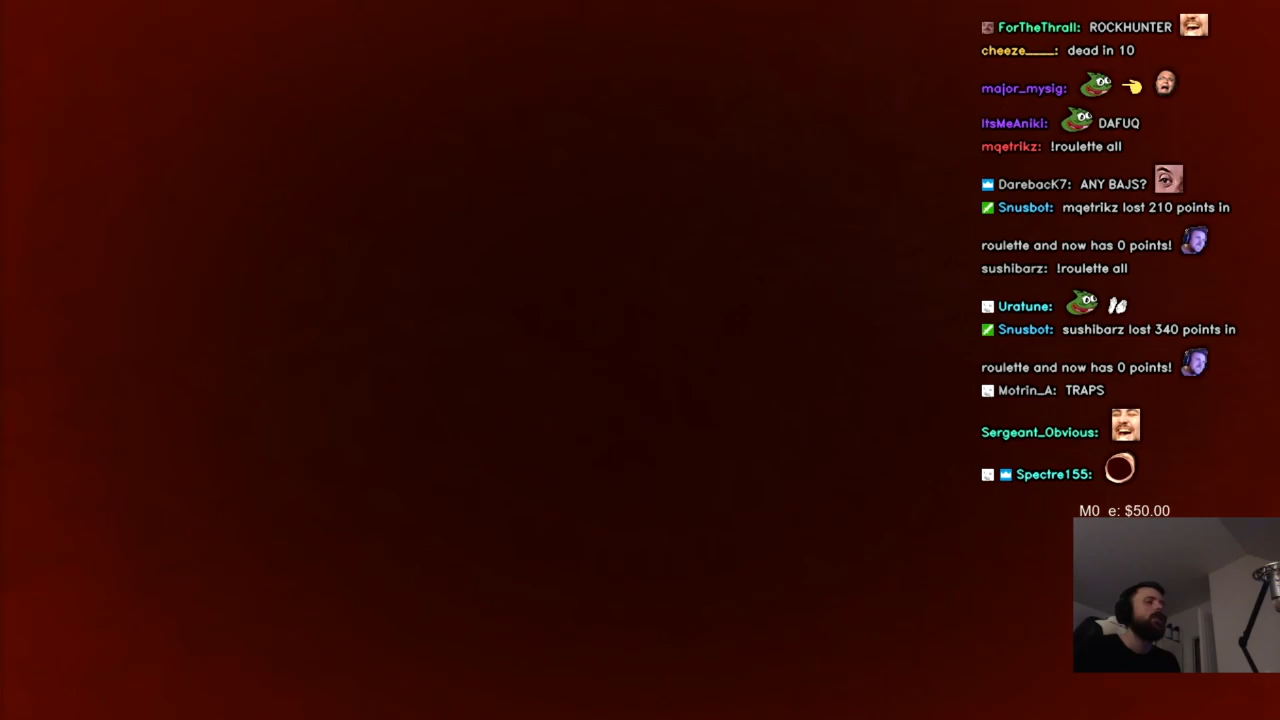 ForTheThrall: ROCKHUNTER
cheeze____: dead in 10
major_mysig:
ItsMeAniki: DAFUQ
mqetrikz: !roulette all
DarebacK7: ANY BAJS?
Snusbot: mqetrikz lost 210 points in
roulette and now has 0 points!
sushibarz: !roulette all
Uratune:
Snusbot: sushibarz lost 340 points in
roulette and now has 0 points!
Motrin_A: TRAPS
Sergeant_Obvious:
Spectre155:
M0_e: $50.00